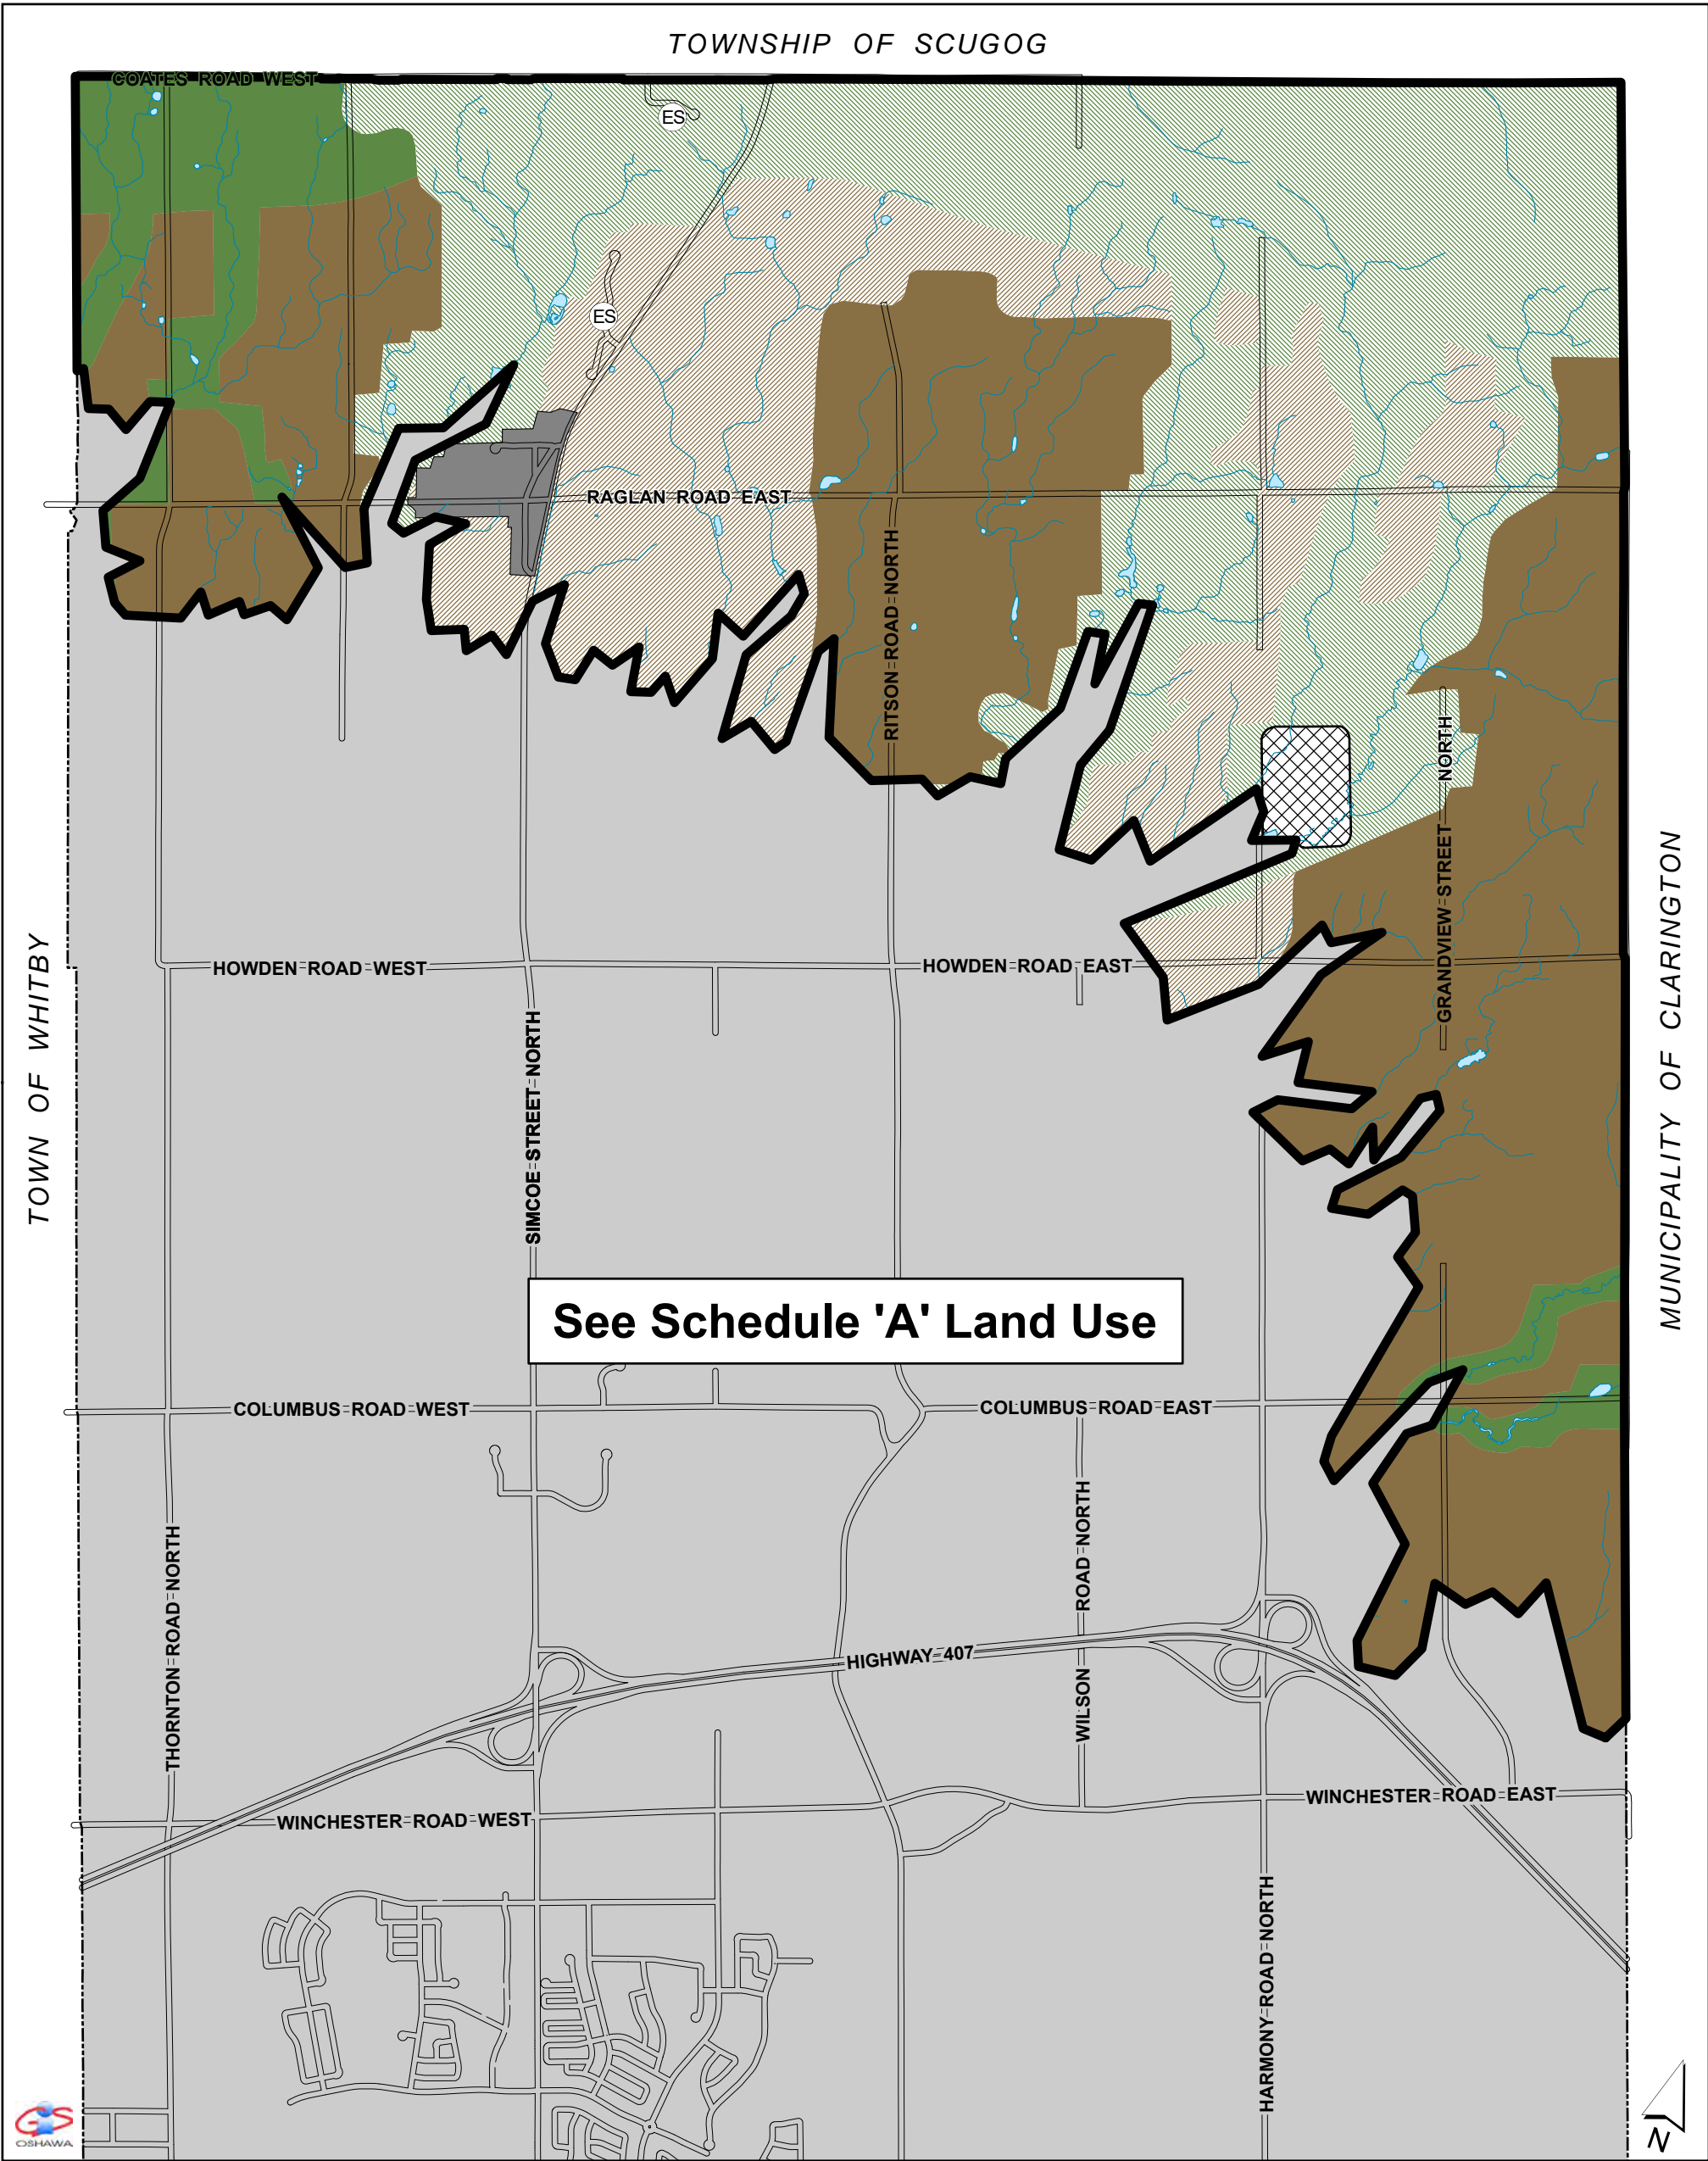 TOWNSHIP OF SCUGOG
COATES ROAD WEST
ES
ES
RAGLAN ROAD EAST
RITSON ROAD NORTH
GRANDVIEW STREET NORTH
TOWN OF WHITBY
MUNICIPALITY OF CLARINGTON
HOWDEN ROAD WEST
HOWDEN ROAD EAST
SIMCOE STREET NORTH
See Schedule 'A' Land Use
COLUMBUS ROAD WEST
COLUMBUS ROAD EAST
THORNTON ROAD NORTH
WILSON ROAD NORTH
HIGHWAY 407
WINCHESTER ROAD WEST
WINCHESTER ROAD EAST
HARMONY ROAD NORTH
GiS
OSHAWA
N